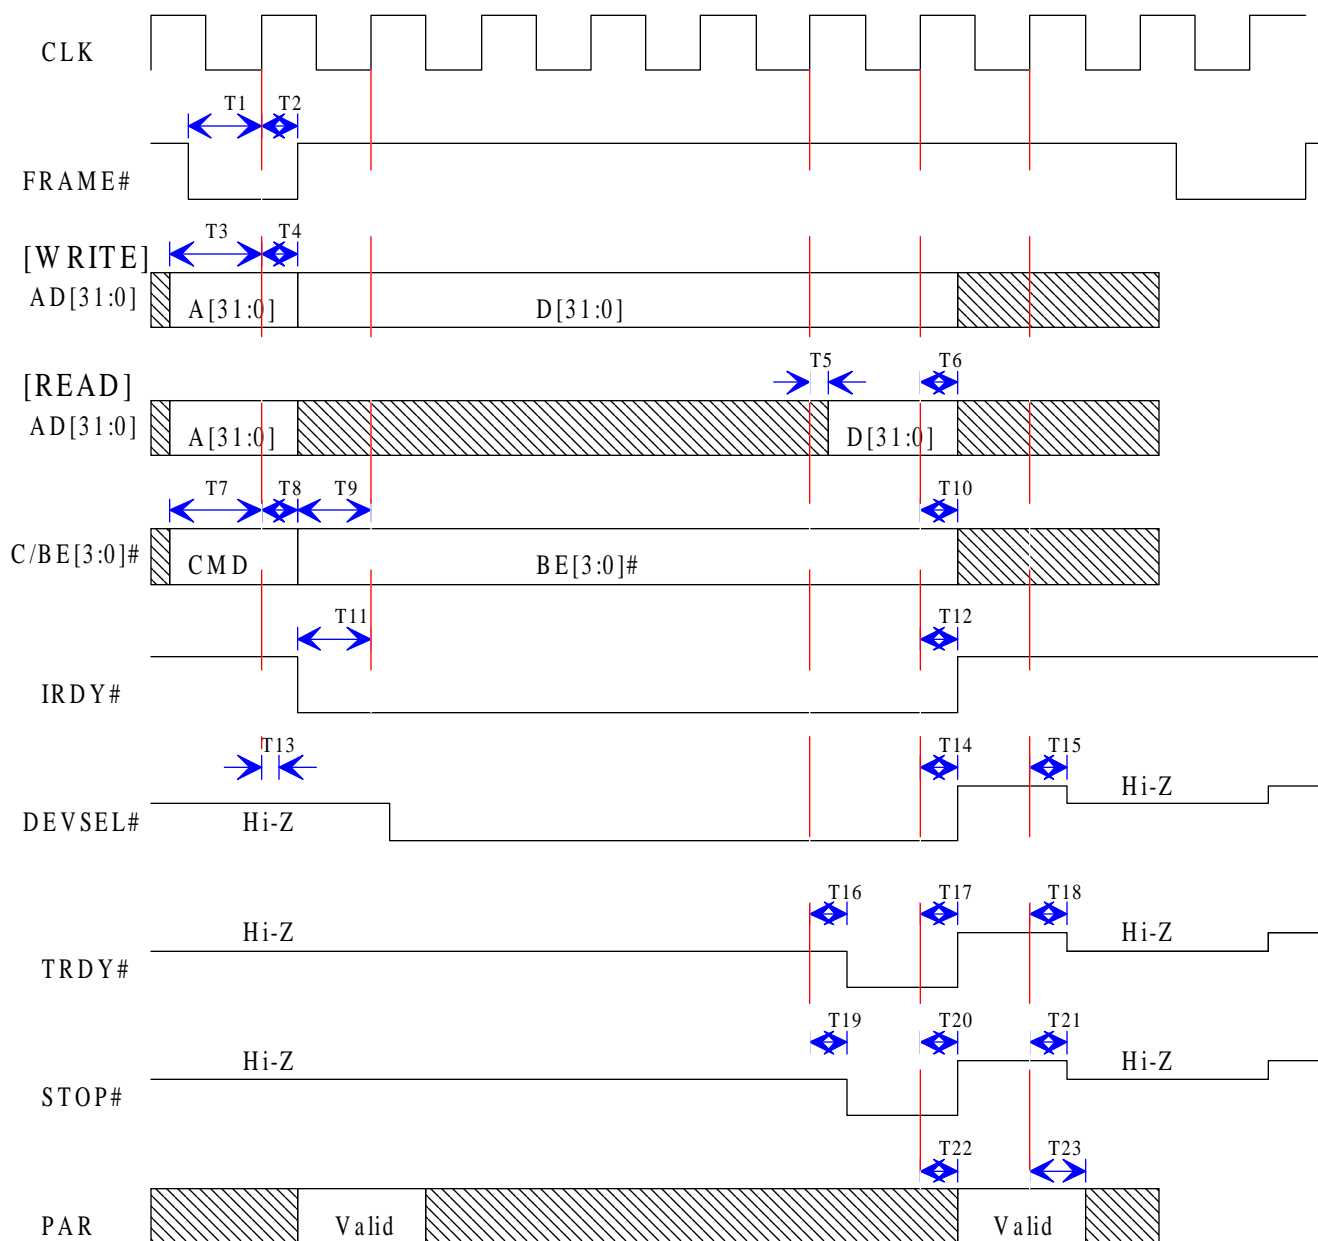 CLK
T1 T2
FRAME#
T3 T4
[WRITE]
AD[31:0]
A[31:0] D[31:0]
T5 T6
[READ]
AD[31:0]
A[31:0] D[31:0]
T7 T8 T9 T10
C/BE[3:0]#
CMD BE[3:0]#
T11 T12
IRDY#
T13 T14 T15
Hi-Z
DEVSEL# Hi-Z
T16 T17 T18
Hi-Z Hi-Z
TRDY#
T19 T20 T21
Hi-Z Hi-Z
STOP#
T22 T23
PAR Valid Valid